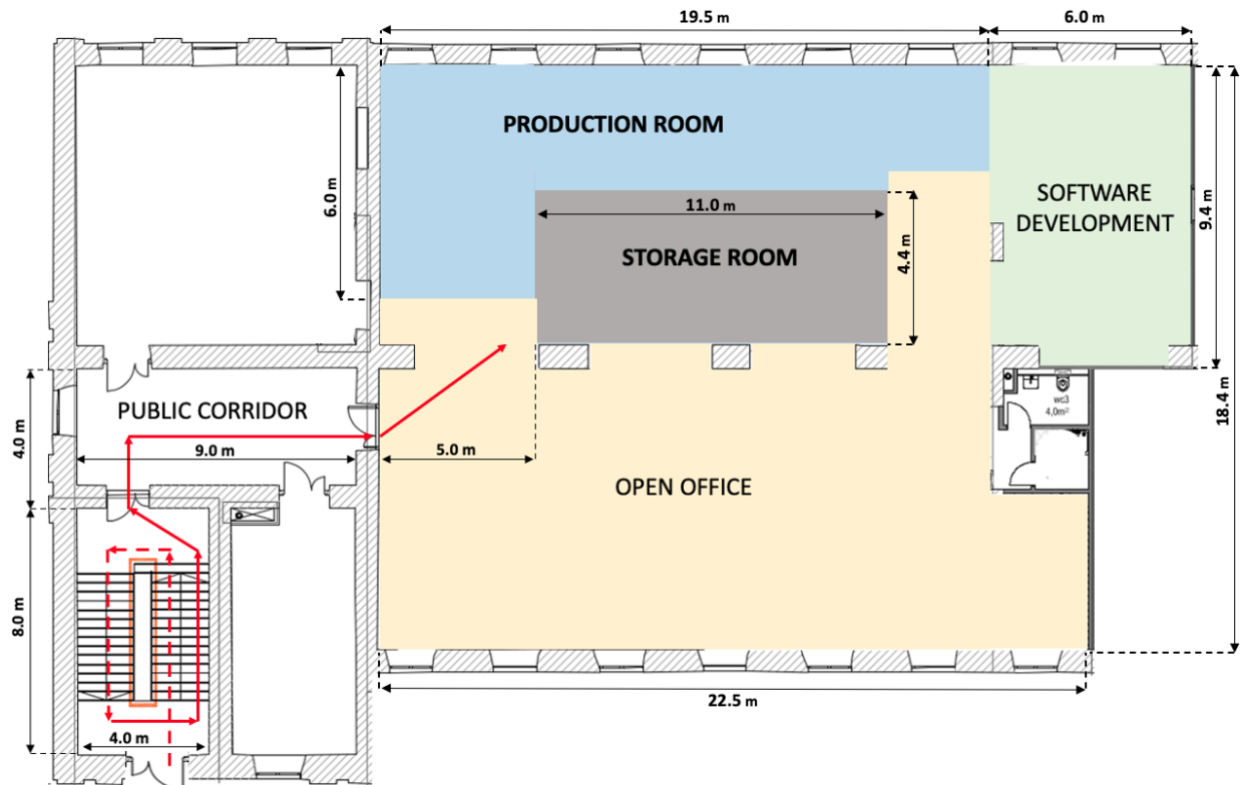 19.5 m
6.0 m
PRODUCTION ROOM
6.0 m
11.0 m
STORAGE ROOM
4.4 m
SOFTWARE
DEVELOPMENT
9.4 m
18.4 m
PUBLIC CORRIDOR
4.0 m
9.0 m
5.0 m
wc3
4,0m²
OPEN OFFICE
8.0 m
4.0 m
22.5 m